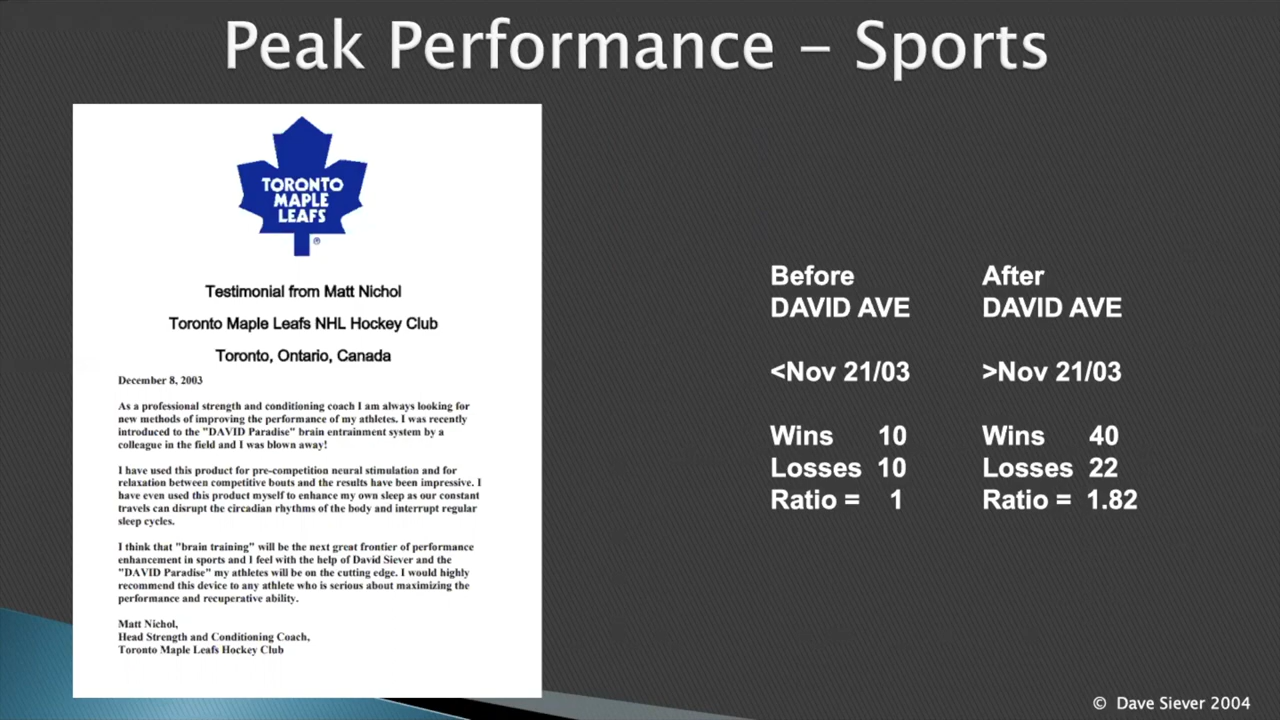 Peak Performance – Sports
TORONTO
MAPLE
LEAFS
®
Testimonial from Matt Nichol
Toronto Maple Leafs NHL Hockey Club
Toronto, Ontario, Canada
December 8, 2003
As a professional strength and conditioning coach I am always looking for
new methods of improving the performance of my athletes. I was recently
introduced to the "DAVID Paradise" brain entrainment system by a
colleague in the field and I was blown away!
I have used this product for pre-competition neural stimulation and for
relaxation between competitive bouts and the results have been impressive. I
have even used this product myself to enhance my own sleep as our constant
travels can disrupt the circadian rhythms of the body and interrupt regular
sleep cycles.
I think that "brain training" will be the next great frontier of performance
enhancement in sports and I feel with the help of David Siever and the
"DAVID Paradise" my athletes will be on the cutting edge. I would highly
recommend this device to any athlete who is serious about maximizing the
performance and recuperative ability.
Matt Nichol,
Head Strength and Conditioning Coach,
Toronto Maple Leafs Hockey Club
Before After
DAVID AVE DAVID AVE
<Nov 21/03 >Nov 21/03
Wins 10 Wins 40
Losses 10 Losses 22
Ratio = 1 Ratio = 1.82
© Dave Siever 2004